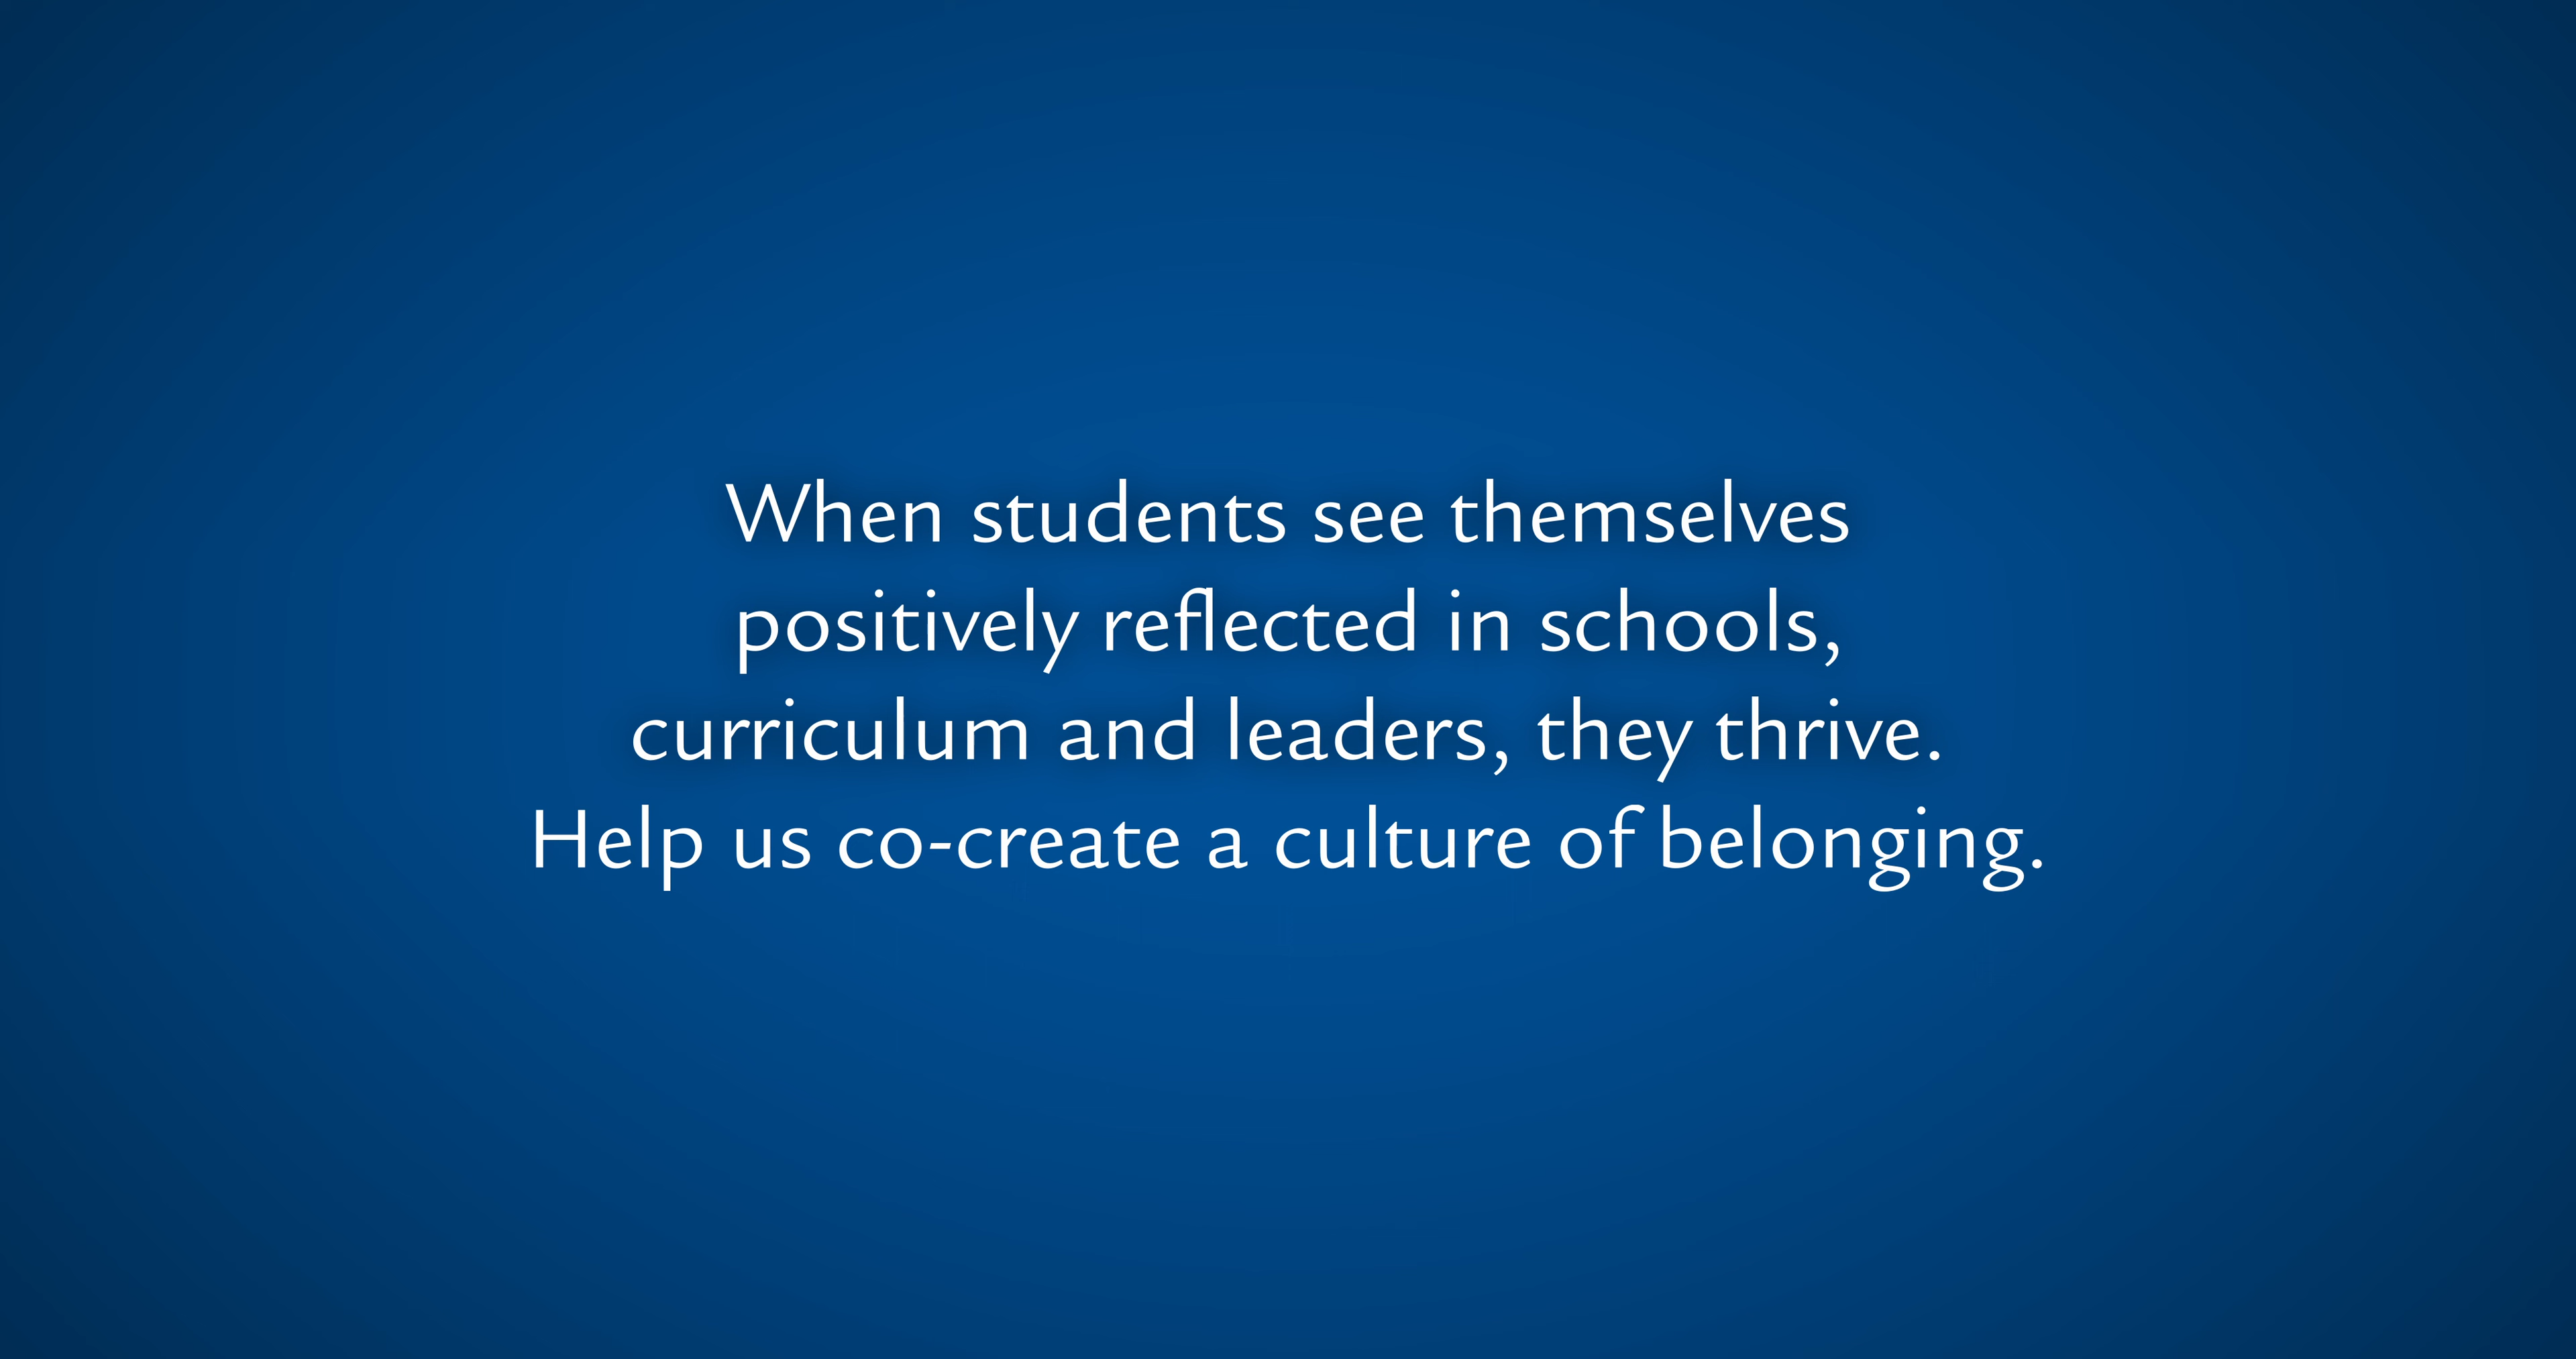 When students see themselves
positively reflected in schools,
curriculum and leaders, they thrive.
Help us co-create a culture of belonging.